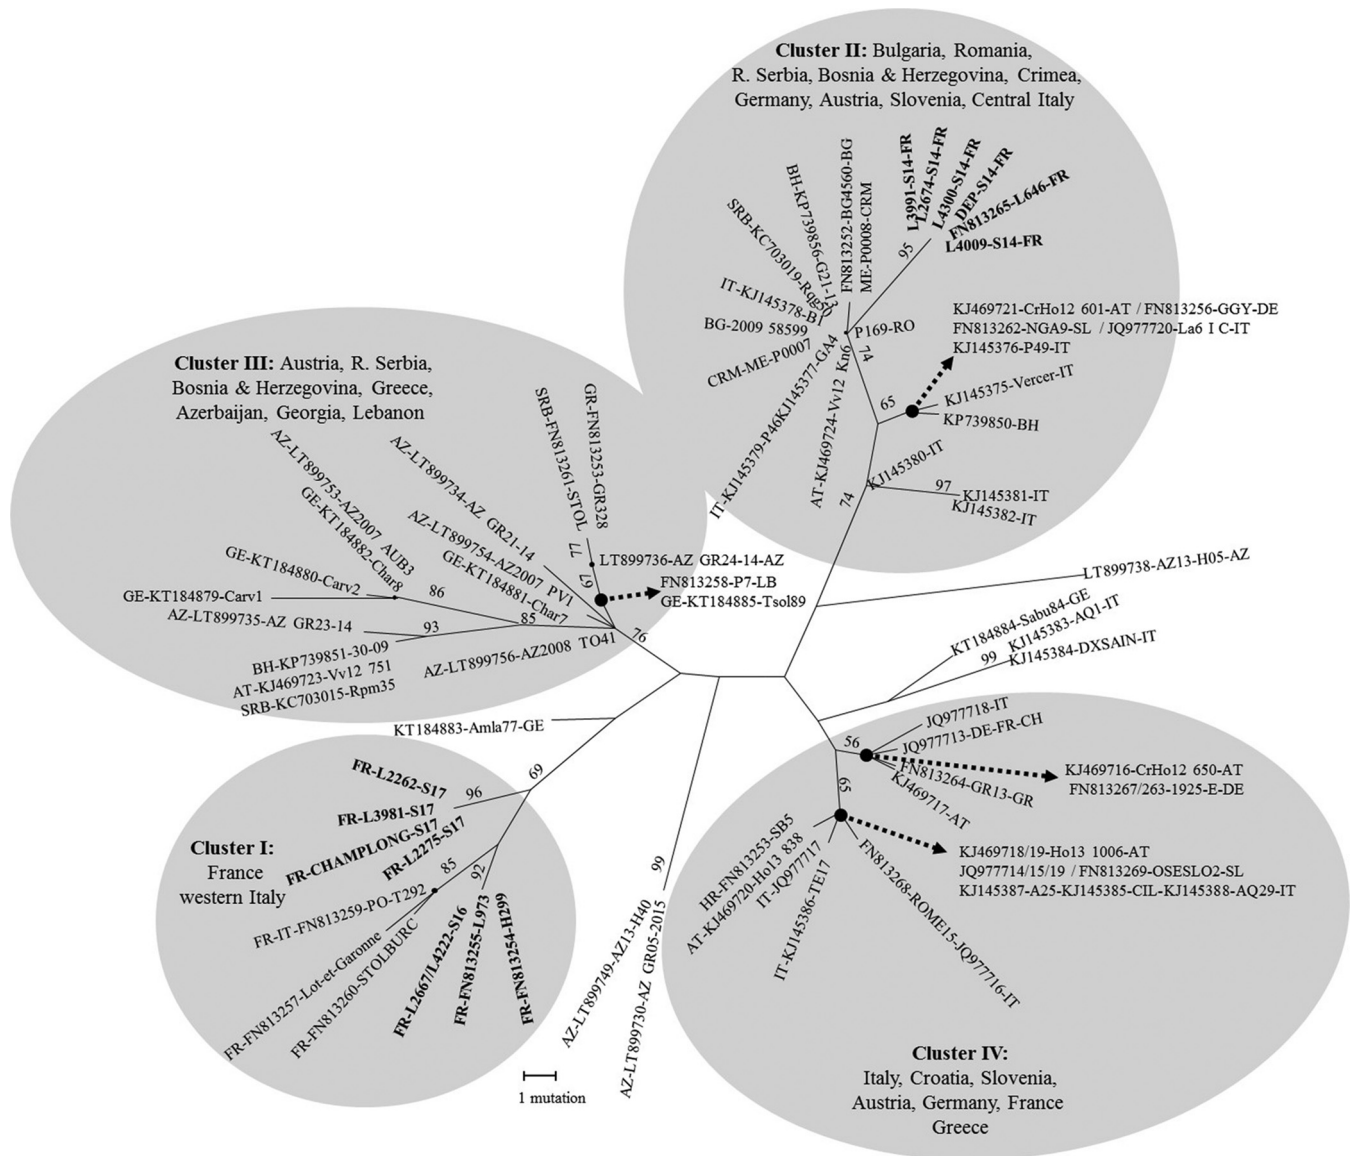 Cluster II: Bulgaria, Romania,
R. Serbia, Bosnia & Herzegovina, Crimea,
Germany, Austria, Slovenia, Central Italy
L3991-S14-FR
L2674-S14-FR
L4300-S14-FR
DEP-S14-FR
FN813265-L646-FR
L4009-S14-FR
95
FN813252-BG4560-BG
ME-P0008-CRM
BH-KP739856-G21-13
SRB-KC703019-Rqg50
IT-KJ145378-B1
BG-2009 58599
CRM-ME-P0007
IT-KJ145379-P46KJ145377-GA4
AT-KJ469724-Vv12 Kn6
P169-RO
74
65
KJ469721-CrHo12 601-AT / FN813256-GGY-DE
FN813262-NGA9-SL / JQ977720-La6 I C-IT
KJ145376-P49-IT
KJ145375-Vercer-IT
KP739850-BH
KJ145380-IT
97
KJ145381-IT
KJ145382-IT
74
Cluster III: Austria, R. Serbia,
Bosnia & Herzegovina, Greece,
Azerbaijan, Georgia, Lebanon
GR-FN813253-GR328
SRB-FN813261-STOL
77
67
LT899736-AZ GR24-14-AZ
FN813258-P7-LB
GE-KT184885-Tsol89
AZ-LT899734-AZ GR21-14
AZ-LT899754-AZ2007 PV1
GE-KT184881-Char7
AZ-LT899753-AZ2007 AUB3
GE-KT184882-Char8
GE-KT184880-Carv2
GE-KT184879-Carv1
86
AZ-LT899735-AZ GR23-14
93
85
BH-KP739851-30-09
AT-KJ469723-Vv12 751
SRB-KC703015-Rpm35
AZ-LT899756-AZ2008 TO41
76
LT899738-AZ13-H05-AZ
KT184884-Sabu84-GE
KJ145383-AQ1-IT
99
KJ145384-DXSAIN-IT
KT184883-Amla77-GE
69
Cluster I:
France
western Italy
FR-L2262-S17
96
FR-L3981-S17
FR-CHAMPLONG-S17
FR-L2275-S17
85
92
FR-IT-FN813259-PO-T292
FR-FN813257-Lot-et-Garonne
FR-FN813260-STOLBURC
FR-L2667/L4222-S16
FR-FN813255-L973
FR-FN813254-H299
99
AZ-LT899749-AZ13-H40
AZ-LT899730-AZ GR05-2015
1 mutation
56
65
JQ977718-IT
JQ977713-DE-FR-CH
FN813264-GR13-GR
KJ469717-AT
KJ469716-CrHo12 650-AT
FN813267/263-1925-E-DE
KJ469718/19-Ho13 1006-AT
JQ977714/15/19 / FN813269-OSESLO2-SL
KJ145387-A25-KJ145385-CIL-KJ145388-AQ29-IT
HR-FN813253-SB5
AT-KJ469720-Ho13 838
IT-JQ977717
IT-KJ145386-TE17
FN813268-ROME15-JQ977716-IT
Cluster IV:
Italy, Croatia, Slovenia,
Austria, Germany, France
Greece